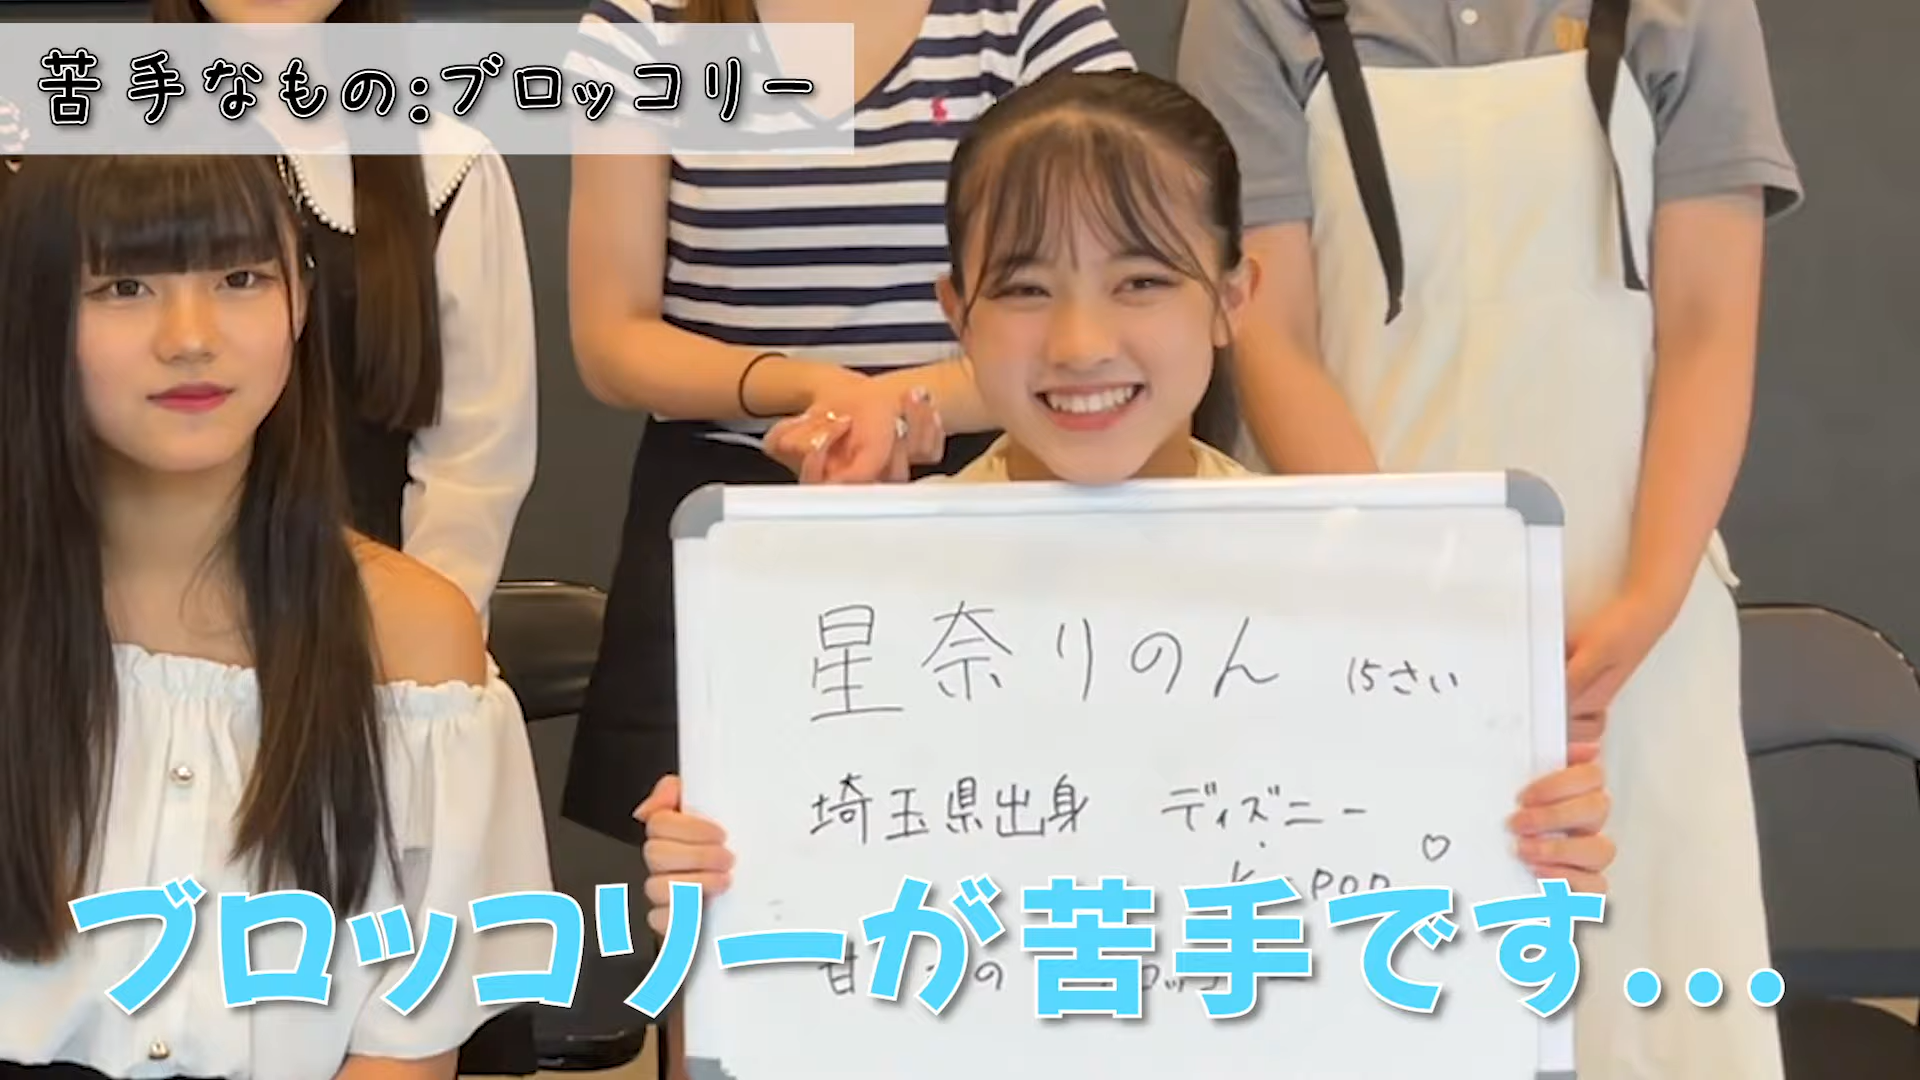 苦手なもの:ブロッコリー
星奈りのん 15さい
埼玉県出身 ディズニー
K-POP ♡
ブロッコリーが苦手です...